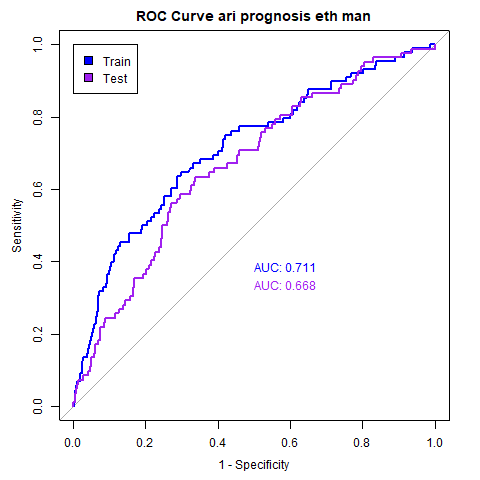 ROC Curve ari prognosis eth man
Train
Test
AUC: 0.711
AUC: 0.668
Sensitivity
1.0
0.8
0.6
0.4
0.2
0.0
0.0 0.2 0.4 0.6 0.8 1.0
1 - Specificity